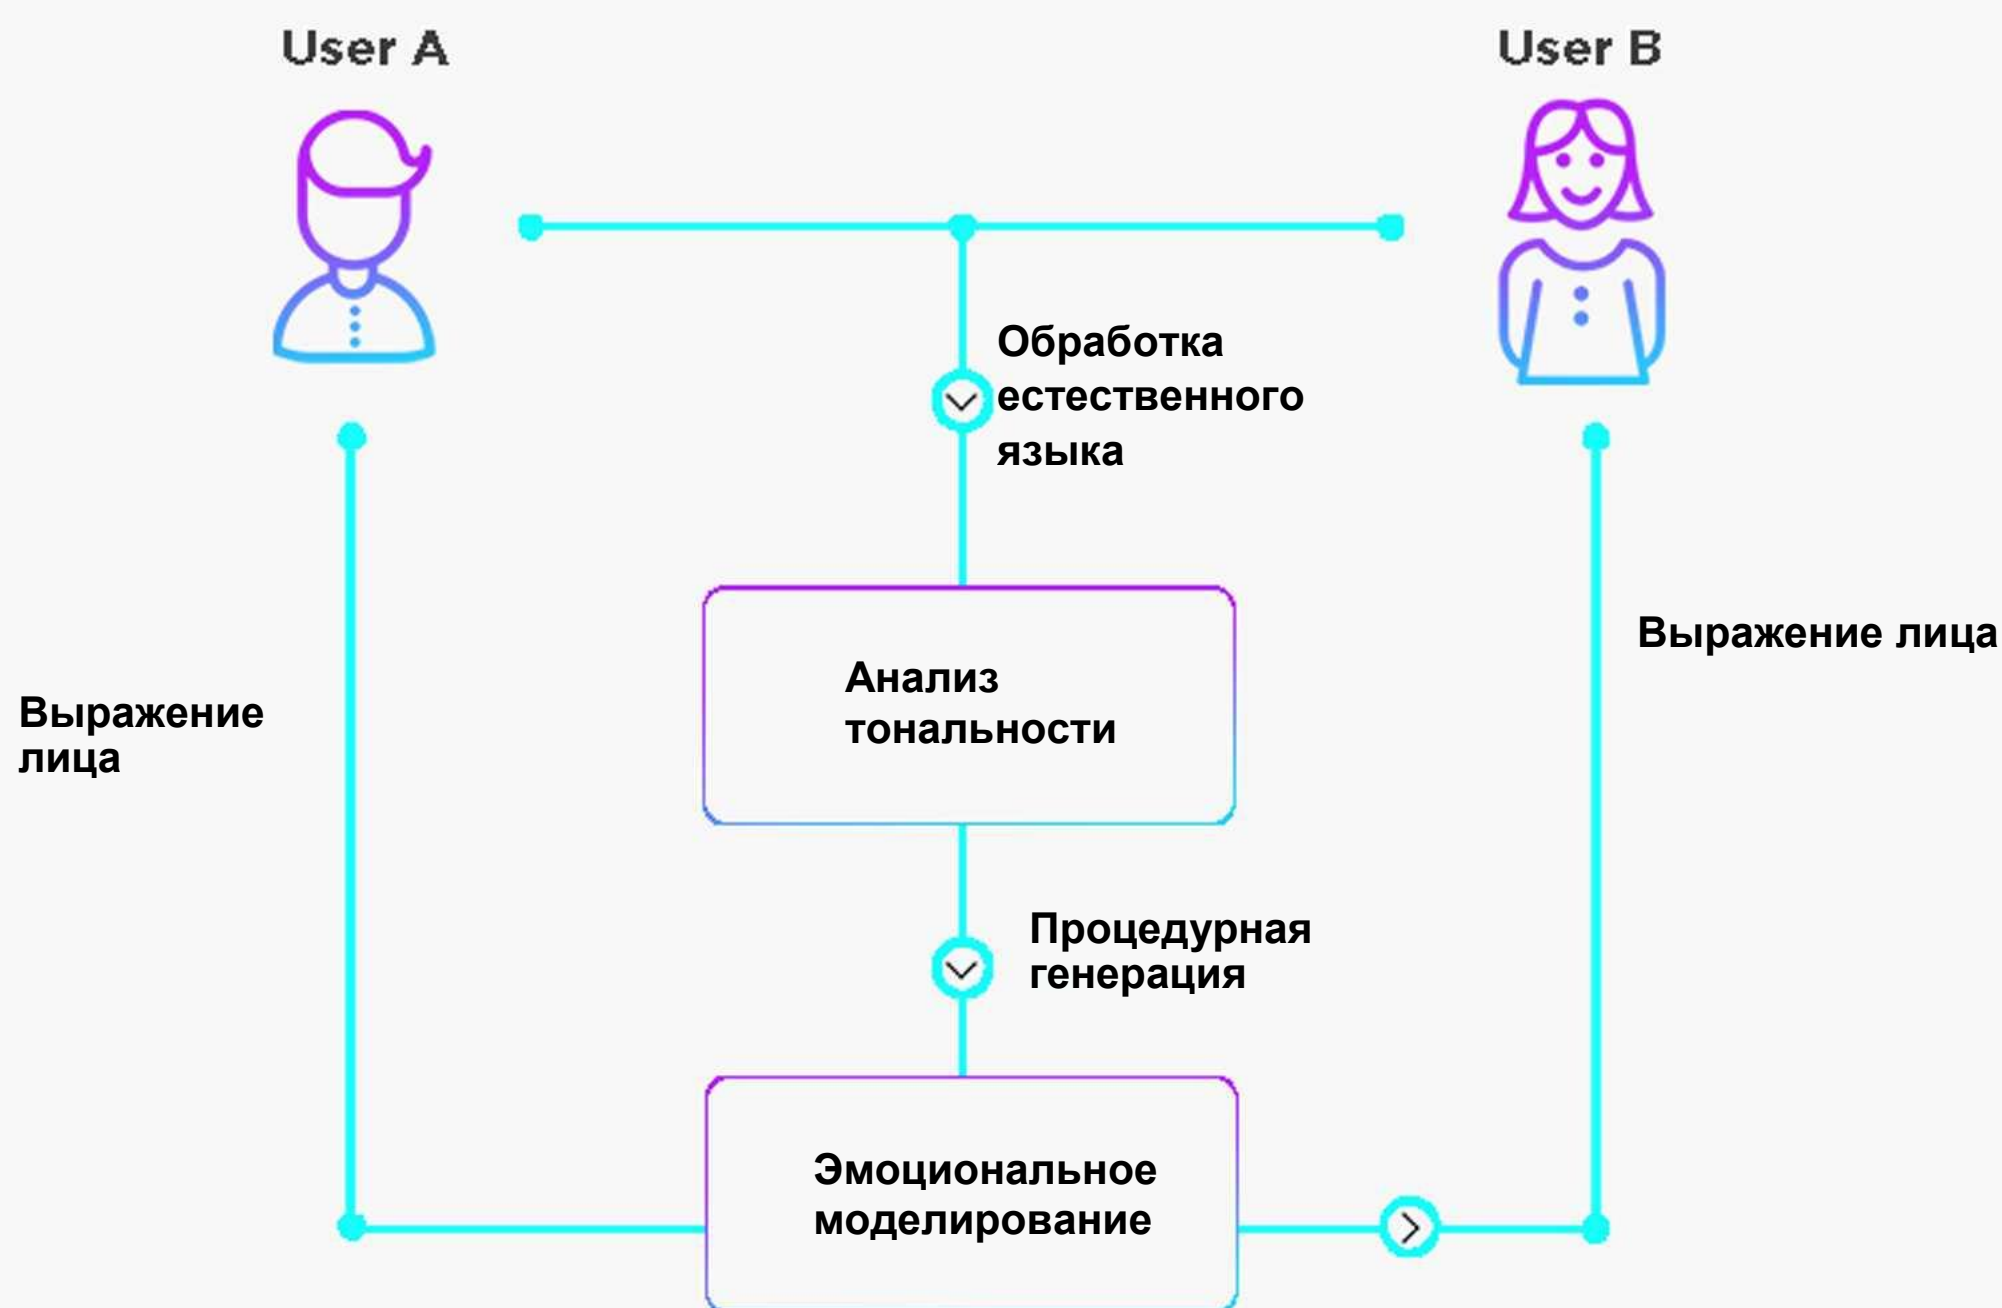 User A
User B
Обработка
естественного
языка
Анализ
тональности
Выражение лица
Выражение
лица
Процедурная
генерация
Эмоциональное
моделирование